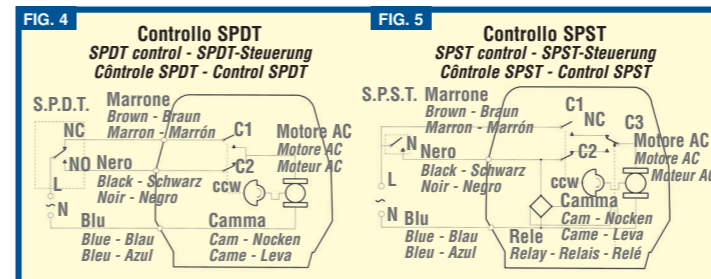 FIG. 4
Controllo SPDT
SPDT control - SPDT-Steuerung
Côntrole SPDT - Control SPDT
S.P.D.T.
Marrone
Brown - Braun
Marron - Marrón
NC
C1
Motore AC
Motore AC
Moteur AC
NO
Nero
C2
Black - Schwarz
Noir - Negro
ccw
L
N
Blu
Camma
Blue - Blau
Cam - Nocken
Bleu - Azul
Came - Leva
FIG. 5
Controllo SPST
SPST control - SPST-Steuerung
Côntrole SPST - Control SPST
S.P.S.T.
Marrone
Brown - Braun
Marron - Marrón
C1
NC
C3
Motore AC
Motore AC
Moteur AC
N
Nero
C2
Black - Schwarz
Noir - Negro
ccw
L
Camma
Cam - Nocken
Came - Leva
N
Blu
Blue - Blau
Bleu - Azul
Rele
Relay - Relais - Relé